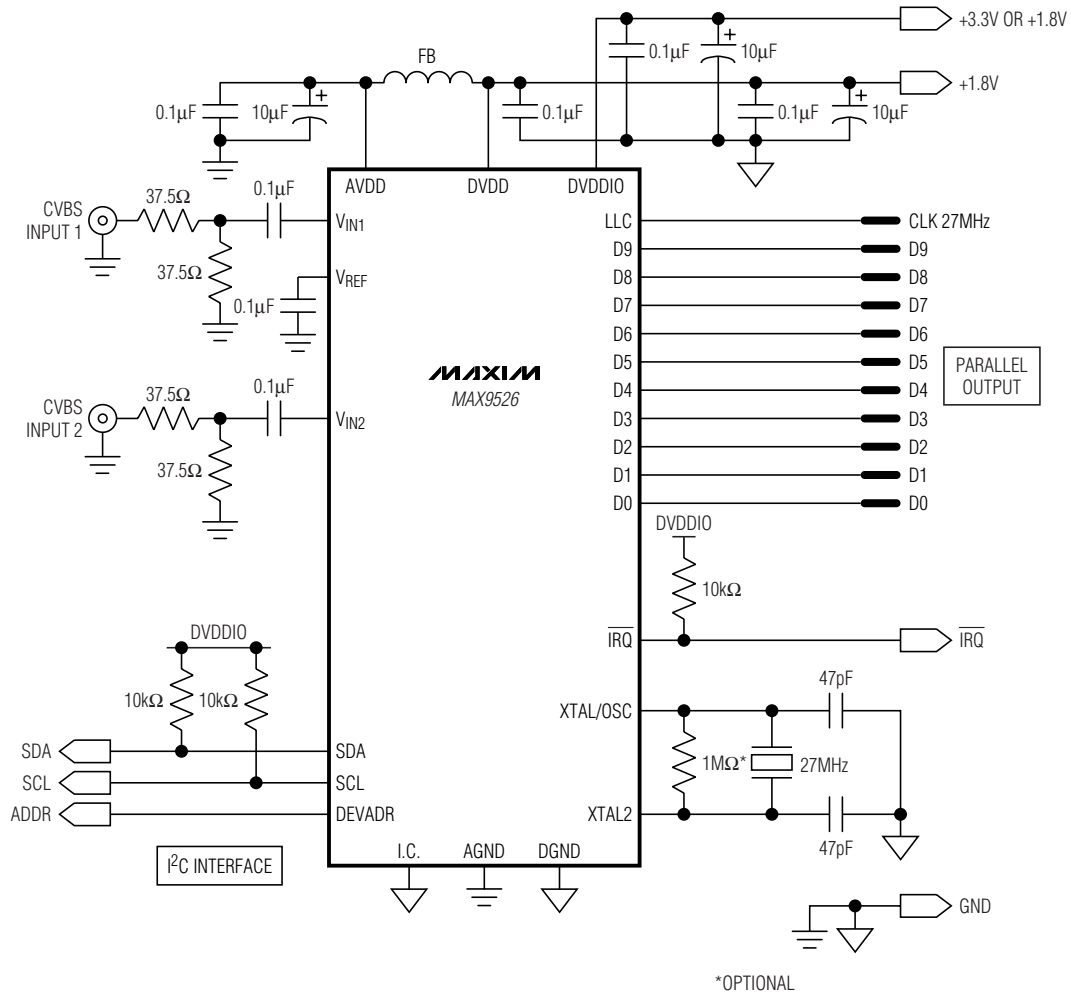 +3.3V OR +1.8V
0.1µF
10µF
FB
+1.8V
0.1µF
10µF
+
0.1µF
0.1µF
10µF
+
+
AVDD
DVDD
DVDDIO
CVBS
INPUT 1
37.5Ω
37.5Ω
0.1µF
VIN1
VREF
0.1µF
CVBS
INPUT 2
37.5Ω
37.5Ω
0.1µF
VIN2
MAXIM
MAX9526
LLC
CLK 27MHz
D9
D9
D8
D8
D7
D7
D6
D6
D5
D5
D4
D4
D3
D3
D2
D2
D1
D1
D0
D0
PARALLEL
OUTPUT
DVDDIO
10kΩ
IRQ
IRQ
DVDDIO
10kΩ
10kΩ
SDA
SDA
SCL
SCL
ADDR
DEVADR
I2C INTERFACE
XTAL/OSC
47pF
1MΩ*
27MHz
XTAL2
47pF
I.C.
AGND
DGND
GND
*OPTIONAL